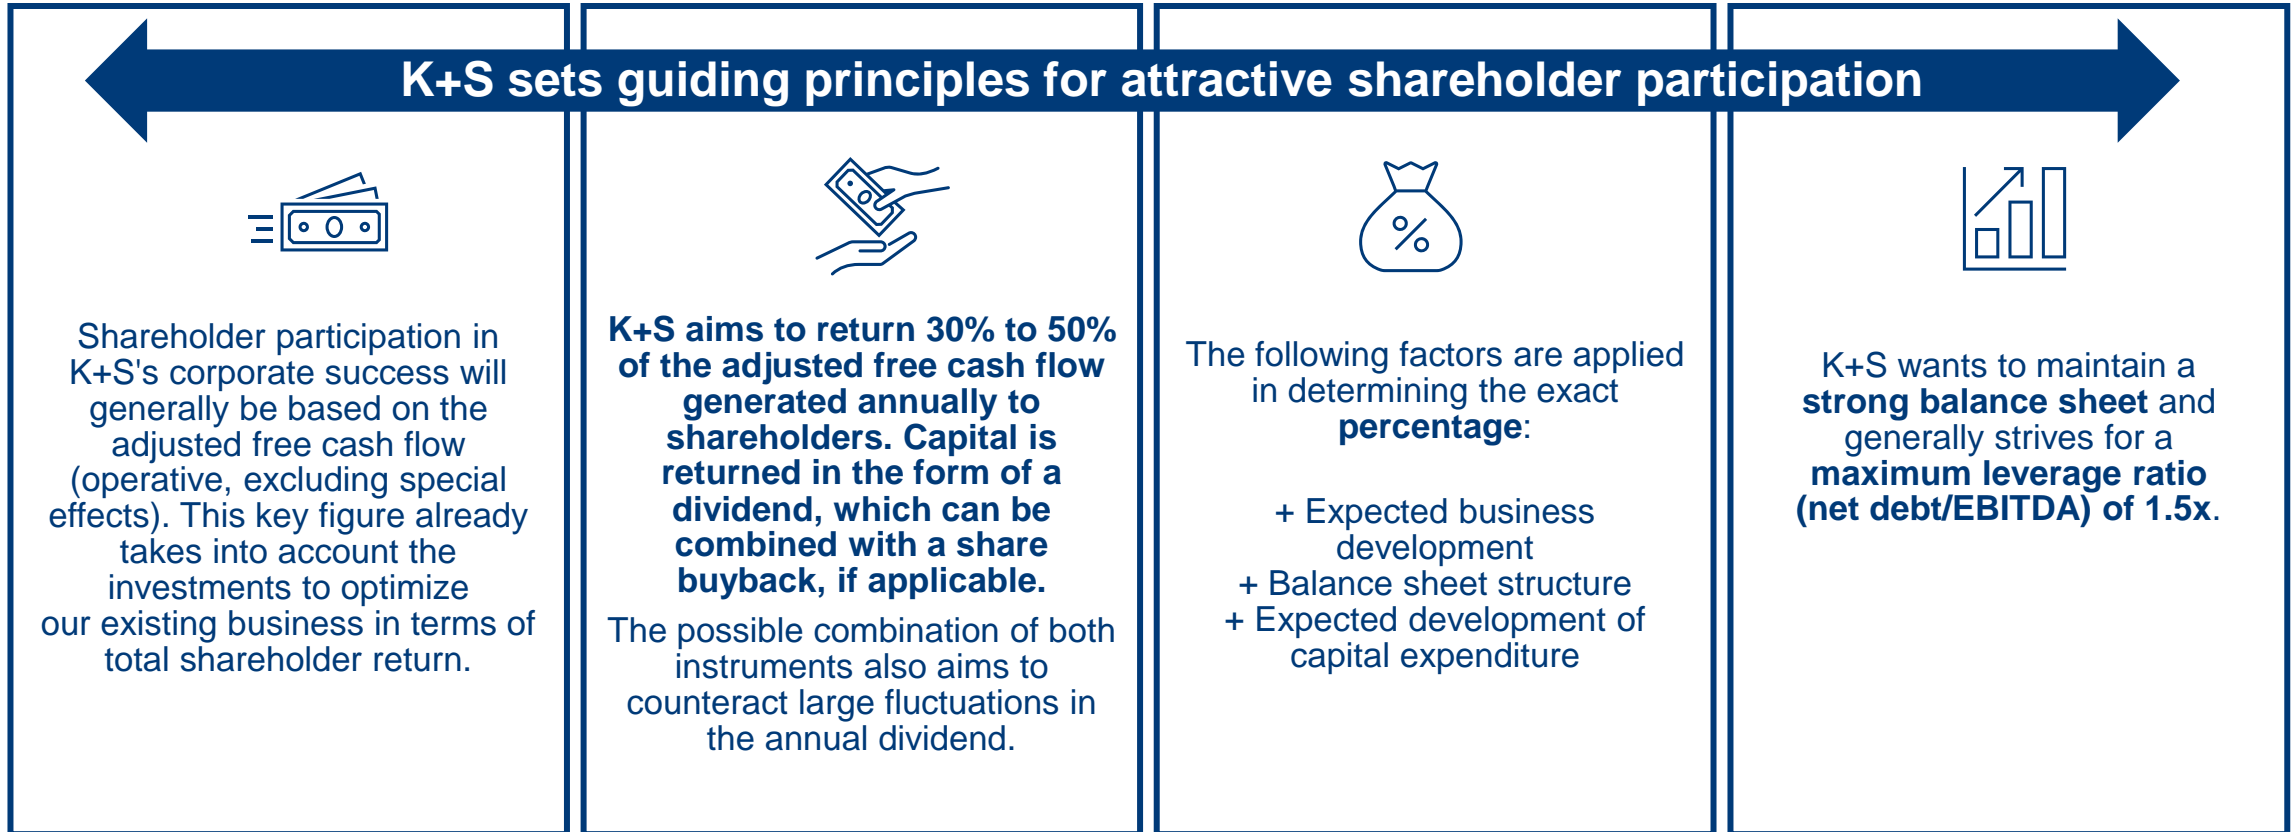 K+S sets guiding principles for attractive shareholder participation
Shareholder participation in
K+S's corporate success will
generally be based on the
adjusted free cash flow
(operative, excluding special
effects). This key figure already
takes into account the
investments to optimize
our existing business in terms of
total shareholder return.
K+S aims to return 30% to 50%
of the adjusted free cash flow
generated annually to
shareholders. Capital is
returned in the form of a
dividend, which can be
combined with a share
buyback, if applicable.
The possible combination of both
instruments also aims to
counteract large fluctuations in
the annual dividend.
%
The following factors are applied
in determining the exact
percentage:
+ Expected business
development
+ Balance sheet structure
+ Expected development of
capital expenditure
K+S wants to maintain a
strong balance sheet and
generally strives for a
maximum leverage ratio
(net debt/EBITDA) of 1.5x.